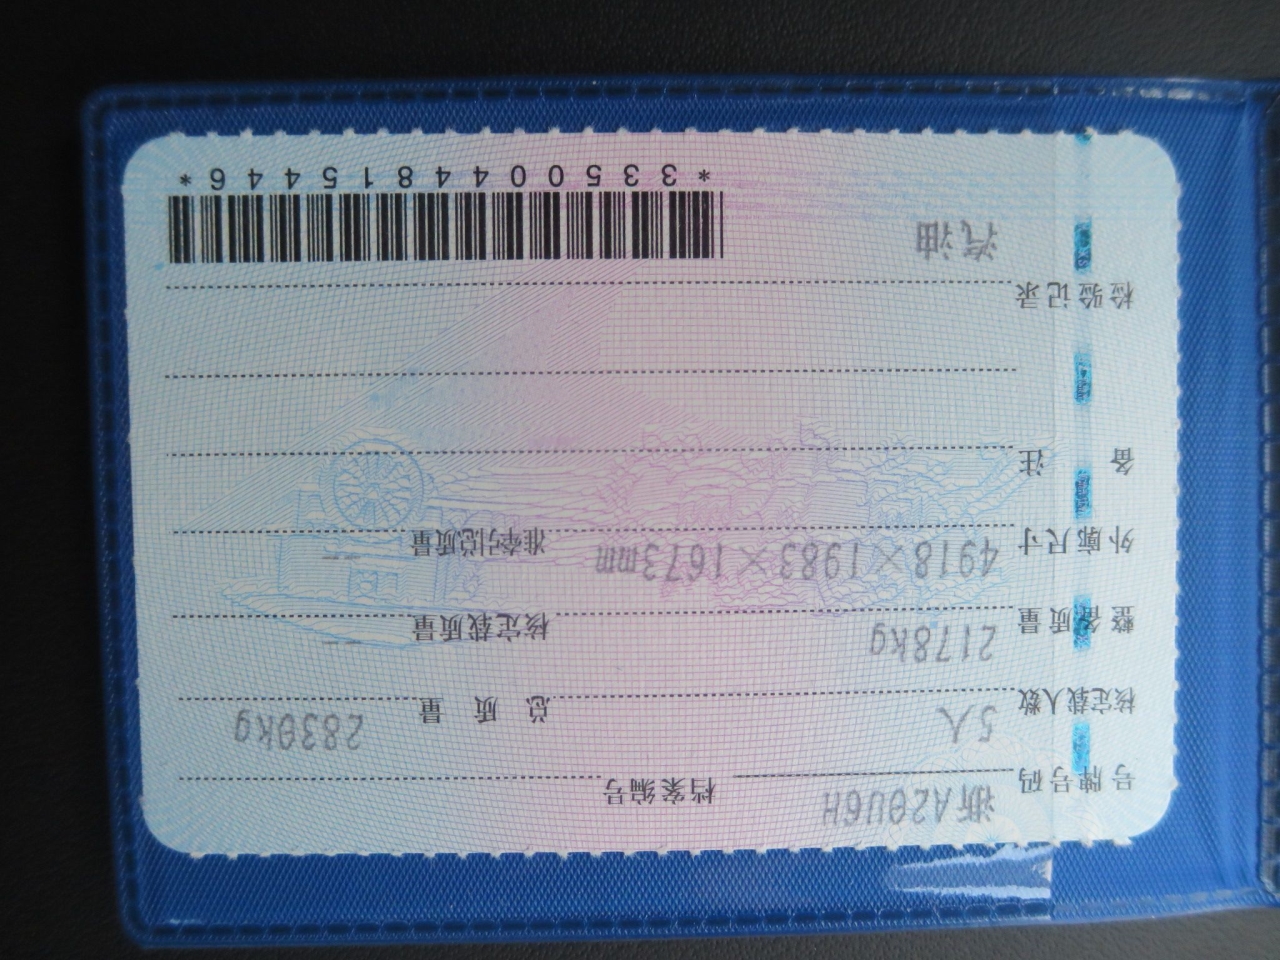 号牌号码 浙A20U6H 档案编号
核定载人数 5人 总质量 2830kg
整备质量 2178kg 核定载质量 --
外廓尺寸 4918×1983×1673mm 准牵引总质量 --
备注
检验记录
汽油
*3350044815446*